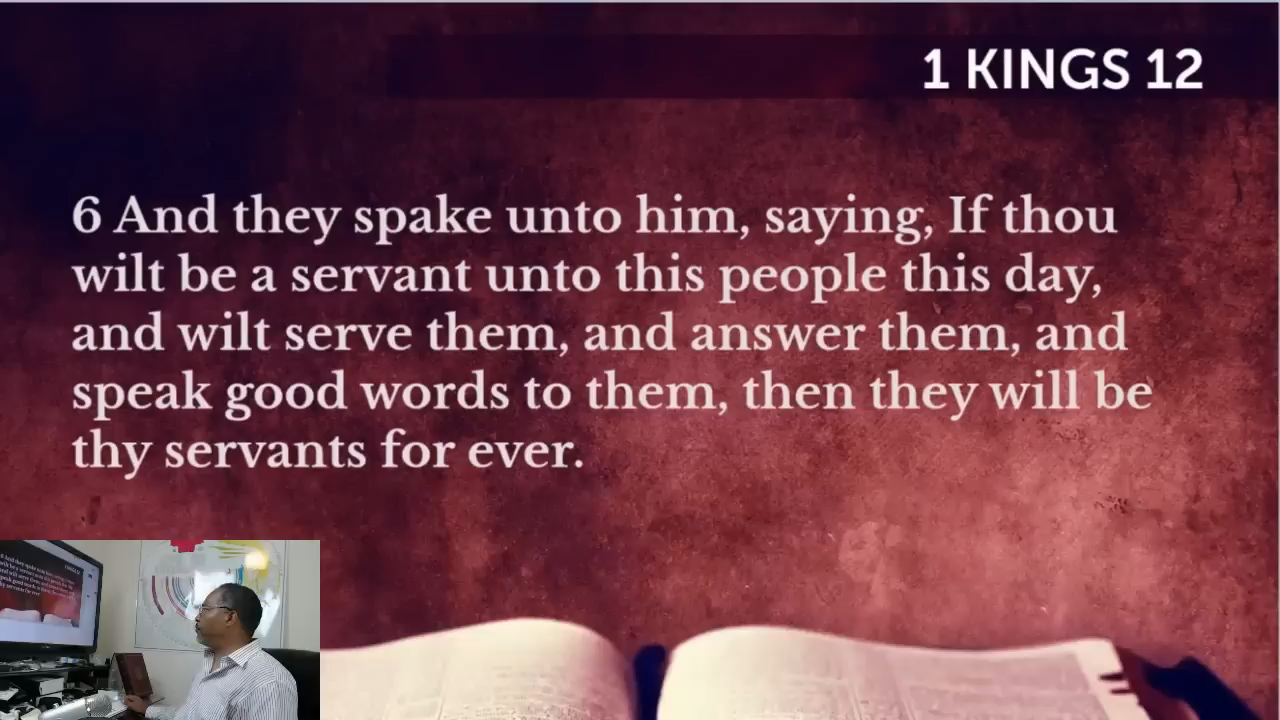 1 KINGS 12
6 And they spake unto him, saying, If thou
wilt be a servant unto this people this day,
and wilt serve them, and answer them, and
speak good words to them, then they will be
thy servants for ever.